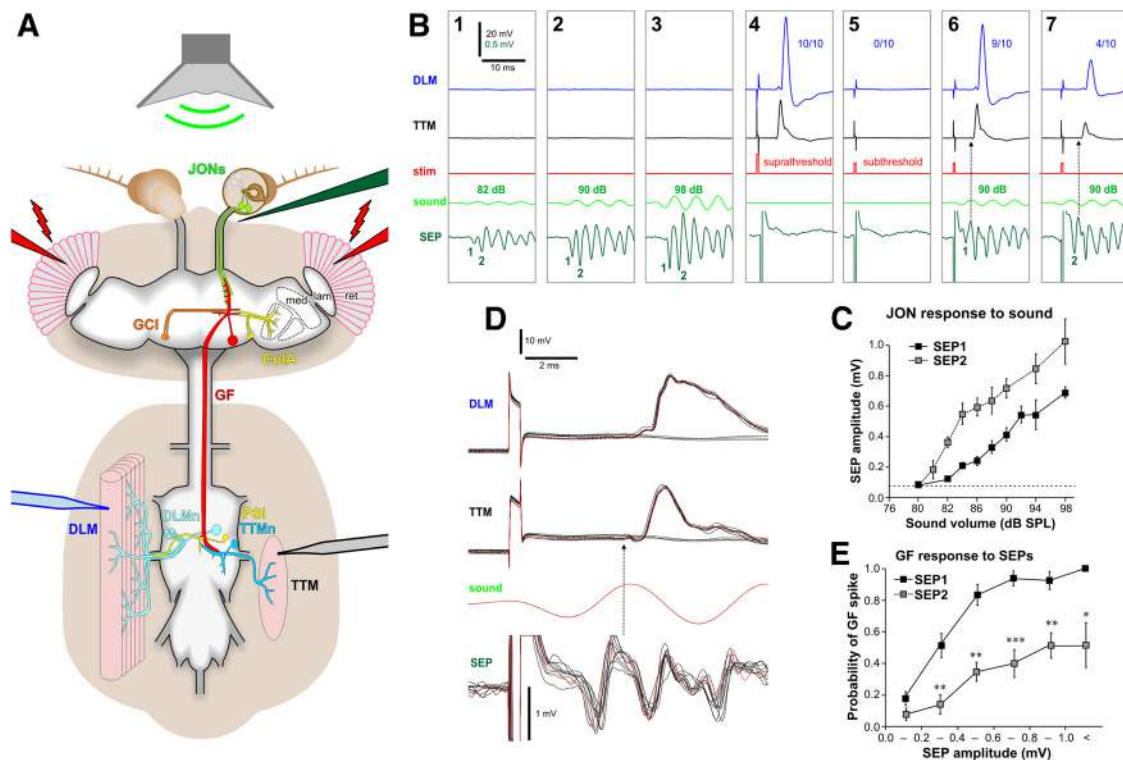 A
JONs
med
lam
ret
GCI
ColA
GF
DLM
DLMn
PSI
TTMn
TTM
B
1 2 3 4 5 6 7
20 mV
0.5 mV
10 ms
10/10 0/10 9/10 4/10
DLM
TTM
stim
suprathreshold subthreshold
82 dB 90 dB 98 dB 90 dB 90 dB
sound
SEP
1 1 1 1 1
2 2 2 2
D
10 mV
2 ms
DLM
TTM
sound
SEP
1 mV
C
JON response to sound
SEP1
SEP2
SEP amplitude (mV)
1.0
0.8
0.6
0.4
0.2
0.0
76 80 82 84 86 88 90 92 94 98
Sound volume (dB SPL)
E
GF response to SEPs
SEP1
SEP2
Probability of GF spike
1.0
0.8
0.6
0.4
0.2
0.0
** ** *** ** *
0.0 – 0.2 – 0.4 – 0.6 – 0.8 – 1.0 <
SEP amplitude (mV)